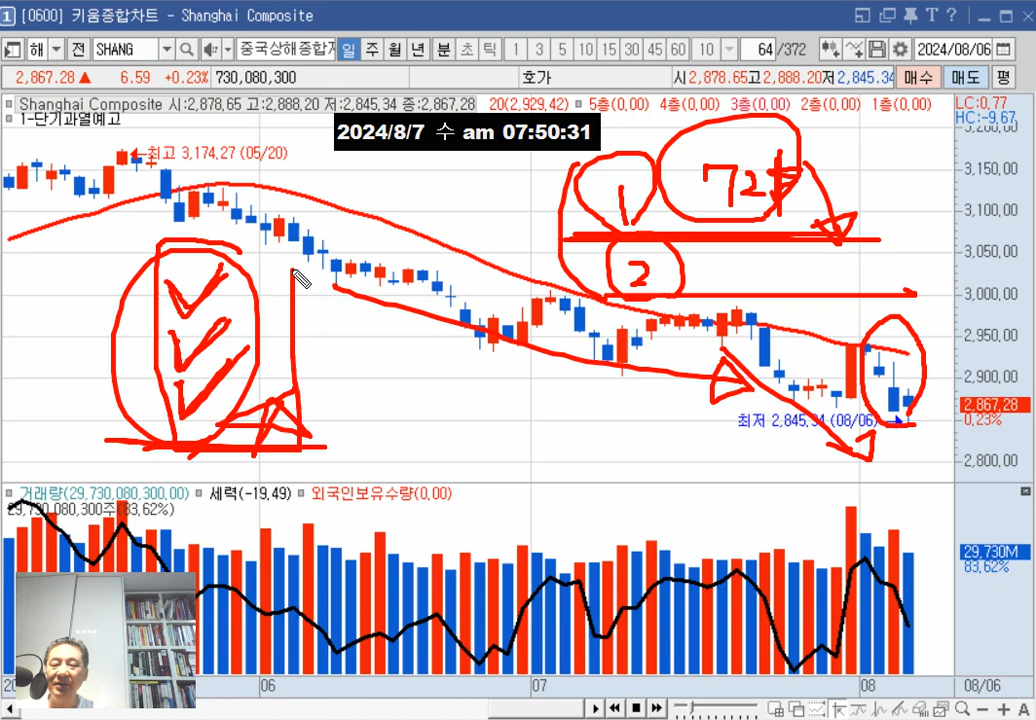 1 [0600] 키움종합차트 - Shanghai Composite
해 전 SHANG 중국상해종합지 일 주 월 년 분 초 틱 1 3 5 10 15 30 45 60 10 64 /372 2024/08/06
2,867.28 ▲ 6.59 +0.23% 730,080,300 호가 시 2,878.65 고 2,888.20 저 2,845.34 매수 매도 평
Shanghai Composite 시:2,878,65 고:2,888,20 저:2,845,34 종:2,867,28 20(2,929,42) 5층(0,00) 4층(0,00) 3층(0,00) 2층(0,00) 1층(0,00)
LC:0,77
HC:-9,67
1-단기과열예고
2024/8/7 수 am 07:50:31
최고 3,174,27 (05/20)
3,200,00
3,150,00
3,100,00
3,050,00
3,000,00
2,950,00
2,900,00
2,867,28
0,23%
2,800,00
1
72
2
최저 2,845,34 (08/06)
거래량(29,730,080,300,00) 세력(-19,49) 외국인보유수량(0,00)
29,730,080,300주(83,62%)
29,730M
83,62%
06 07 08 08/06